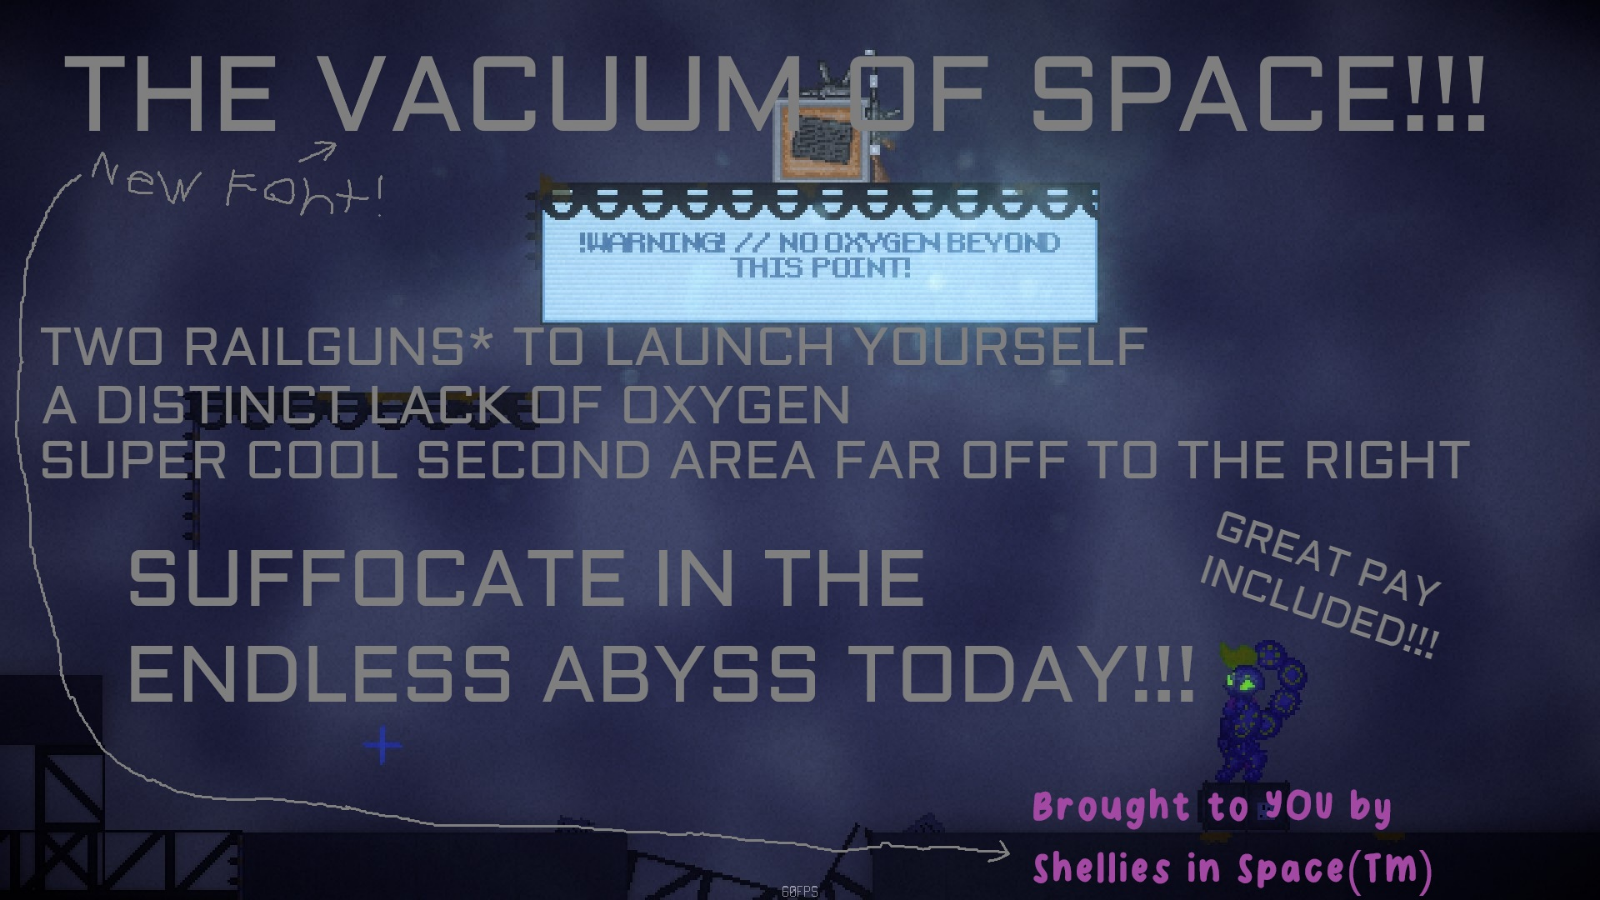 THE VACUUM OF SPACE!!!
New Font!
!WARNING! // NO OXYGEN BEYOND
THIS POINT!
TWO RAILGUNS* TO LAUNCH YOURSELF
A DISTINCT LACK OF OXYGEN
SUPER COOL SECOND AREA FAR OFF TO THE RIGHT
GREAT PAY
INCLUDED!!!
SUFFOCATE IN THE
ENDLESS ABYSS TODAY!!!
Brought to YOU by
Shellies in Space(TM)
60FPS